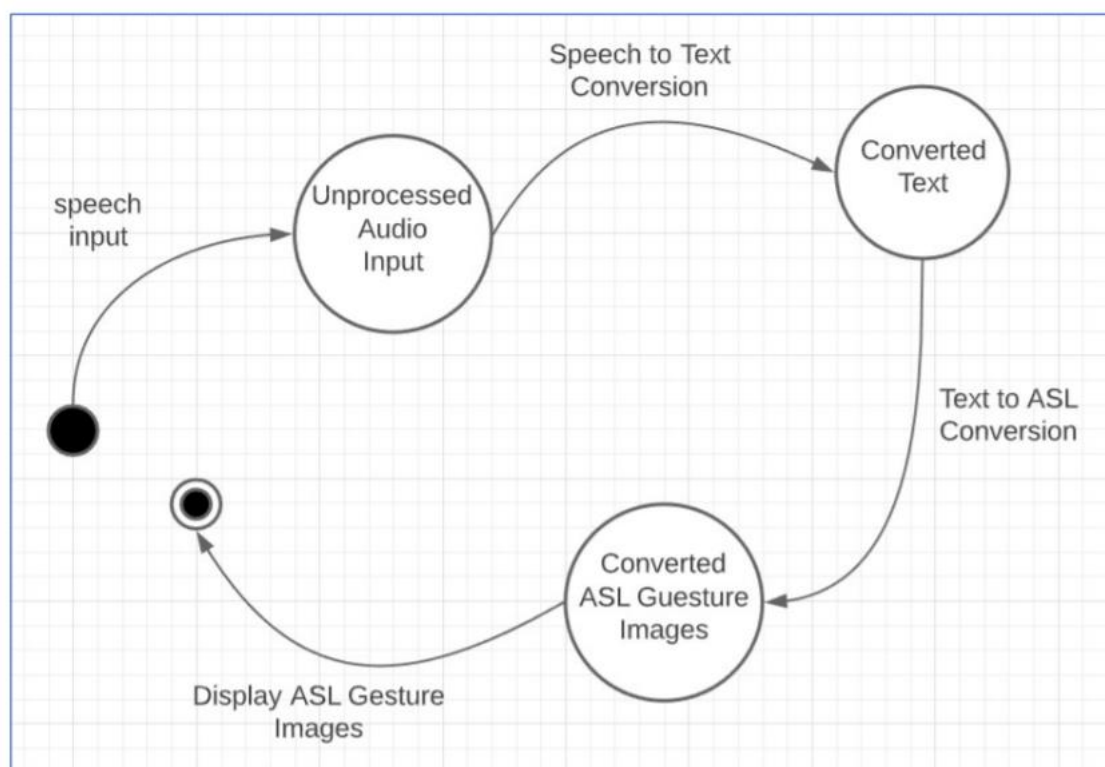 speech
input
Unprocessed
Audio
Input
Speech to Text
Conversion
Converted
Text
Text to ASL
Conversion
Converted
ASL Guesture
Images
Display ASL Gesture
Images